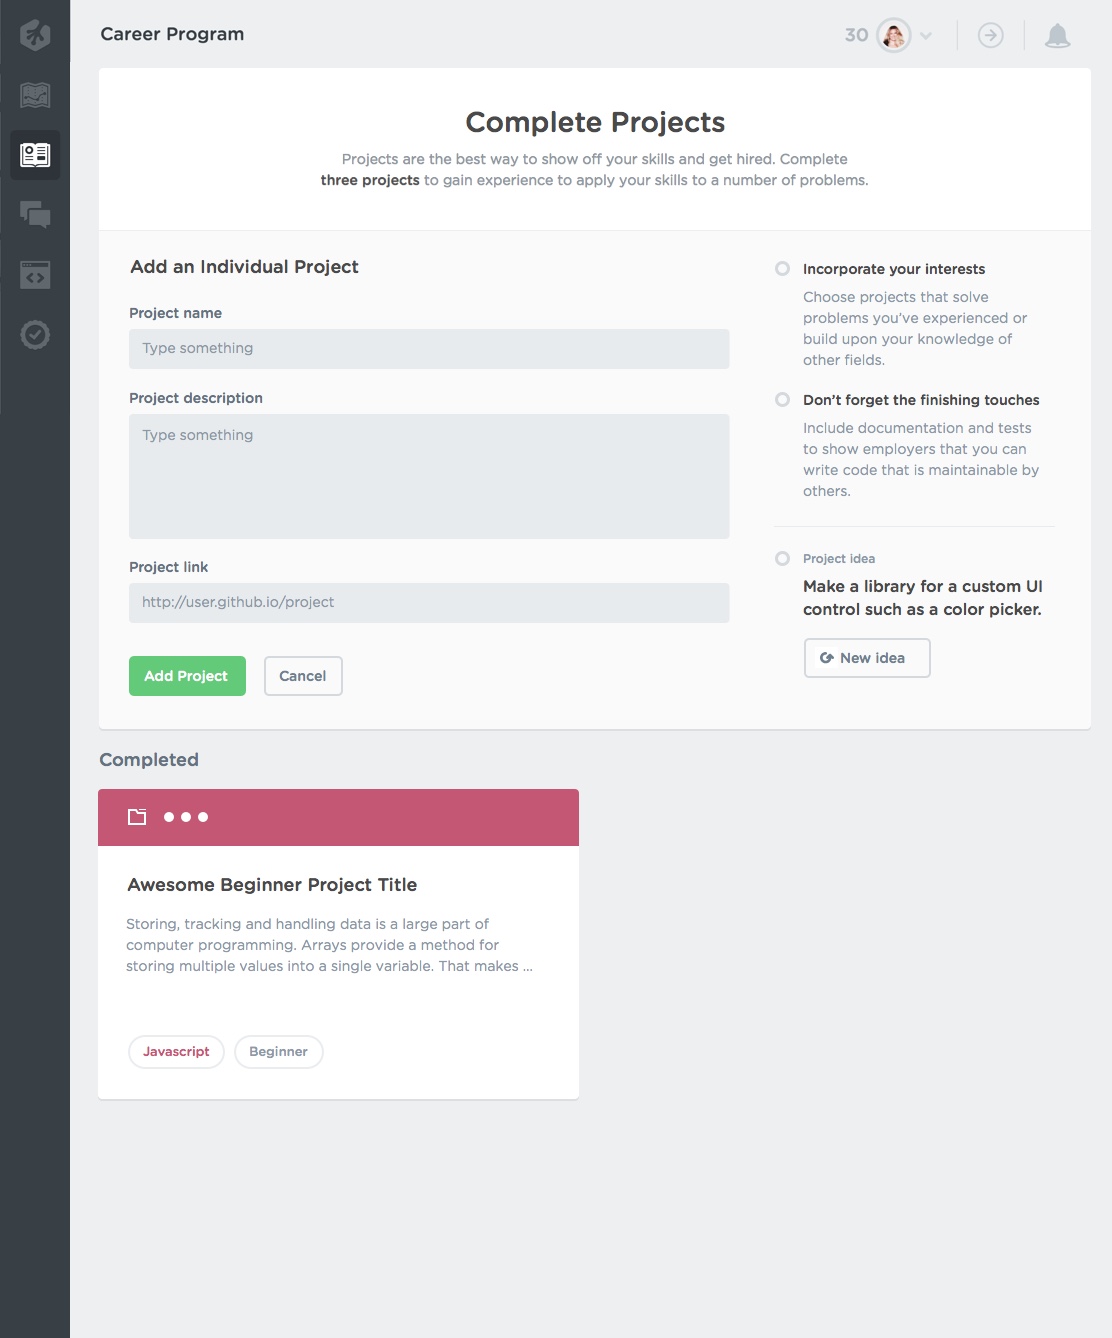 Career Program
30
Complete Projects
Projects are the best way to show off your skills and get hired. Complete
three projects to gain experience to apply your skills to a number of problems.
Add an Individual Project
Project name
Type something
Project description
Type something
Project link
http://user.github.io/project
Add Project
Cancel
Incorporate your interests
Choose projects that solve
problems you’ve experienced or
build upon your knowledge of
other fields.
Don’t forget the finishing touches
Include documentation and tests
to show employers that you can
write code that is maintainable by
others.
Project idea
Make a library for a custom UI
control such as a color picker.
New idea
Completed
Awesome Beginner Project Title
Storing, tracking and handling data is a large part of
computer programming. Arrays provide a method for
storing multiple values into a single variable. That makes ...
Javascript
Beginner